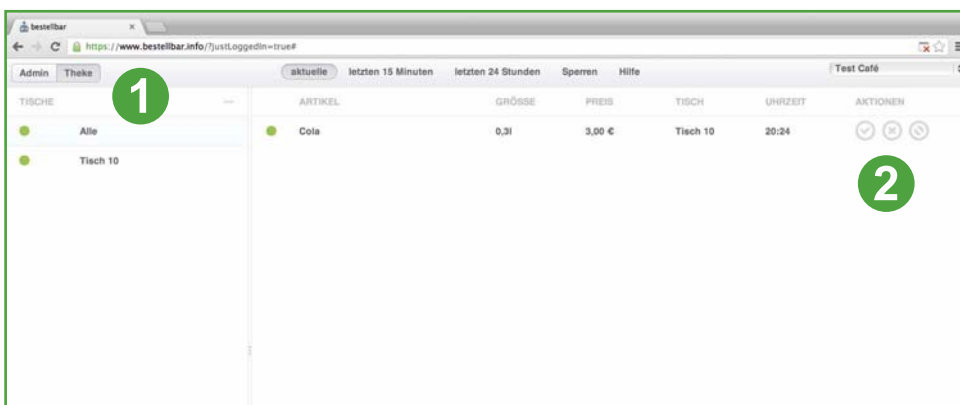 bestellbar
https://www.bestellbar.info/?justLoggedIn=true#
Admin Theke aktuelle letzten 15 Minuten letzten 24 Stunden Sperren Hilfe Test Café
1
TISCHE ARTIKEL GRÖSSE PREIS TISCH UHRZEIT AKTIONEN
Alle Cola 0,3l 3,00 € Tisch 10 20:24
Tisch 10
2